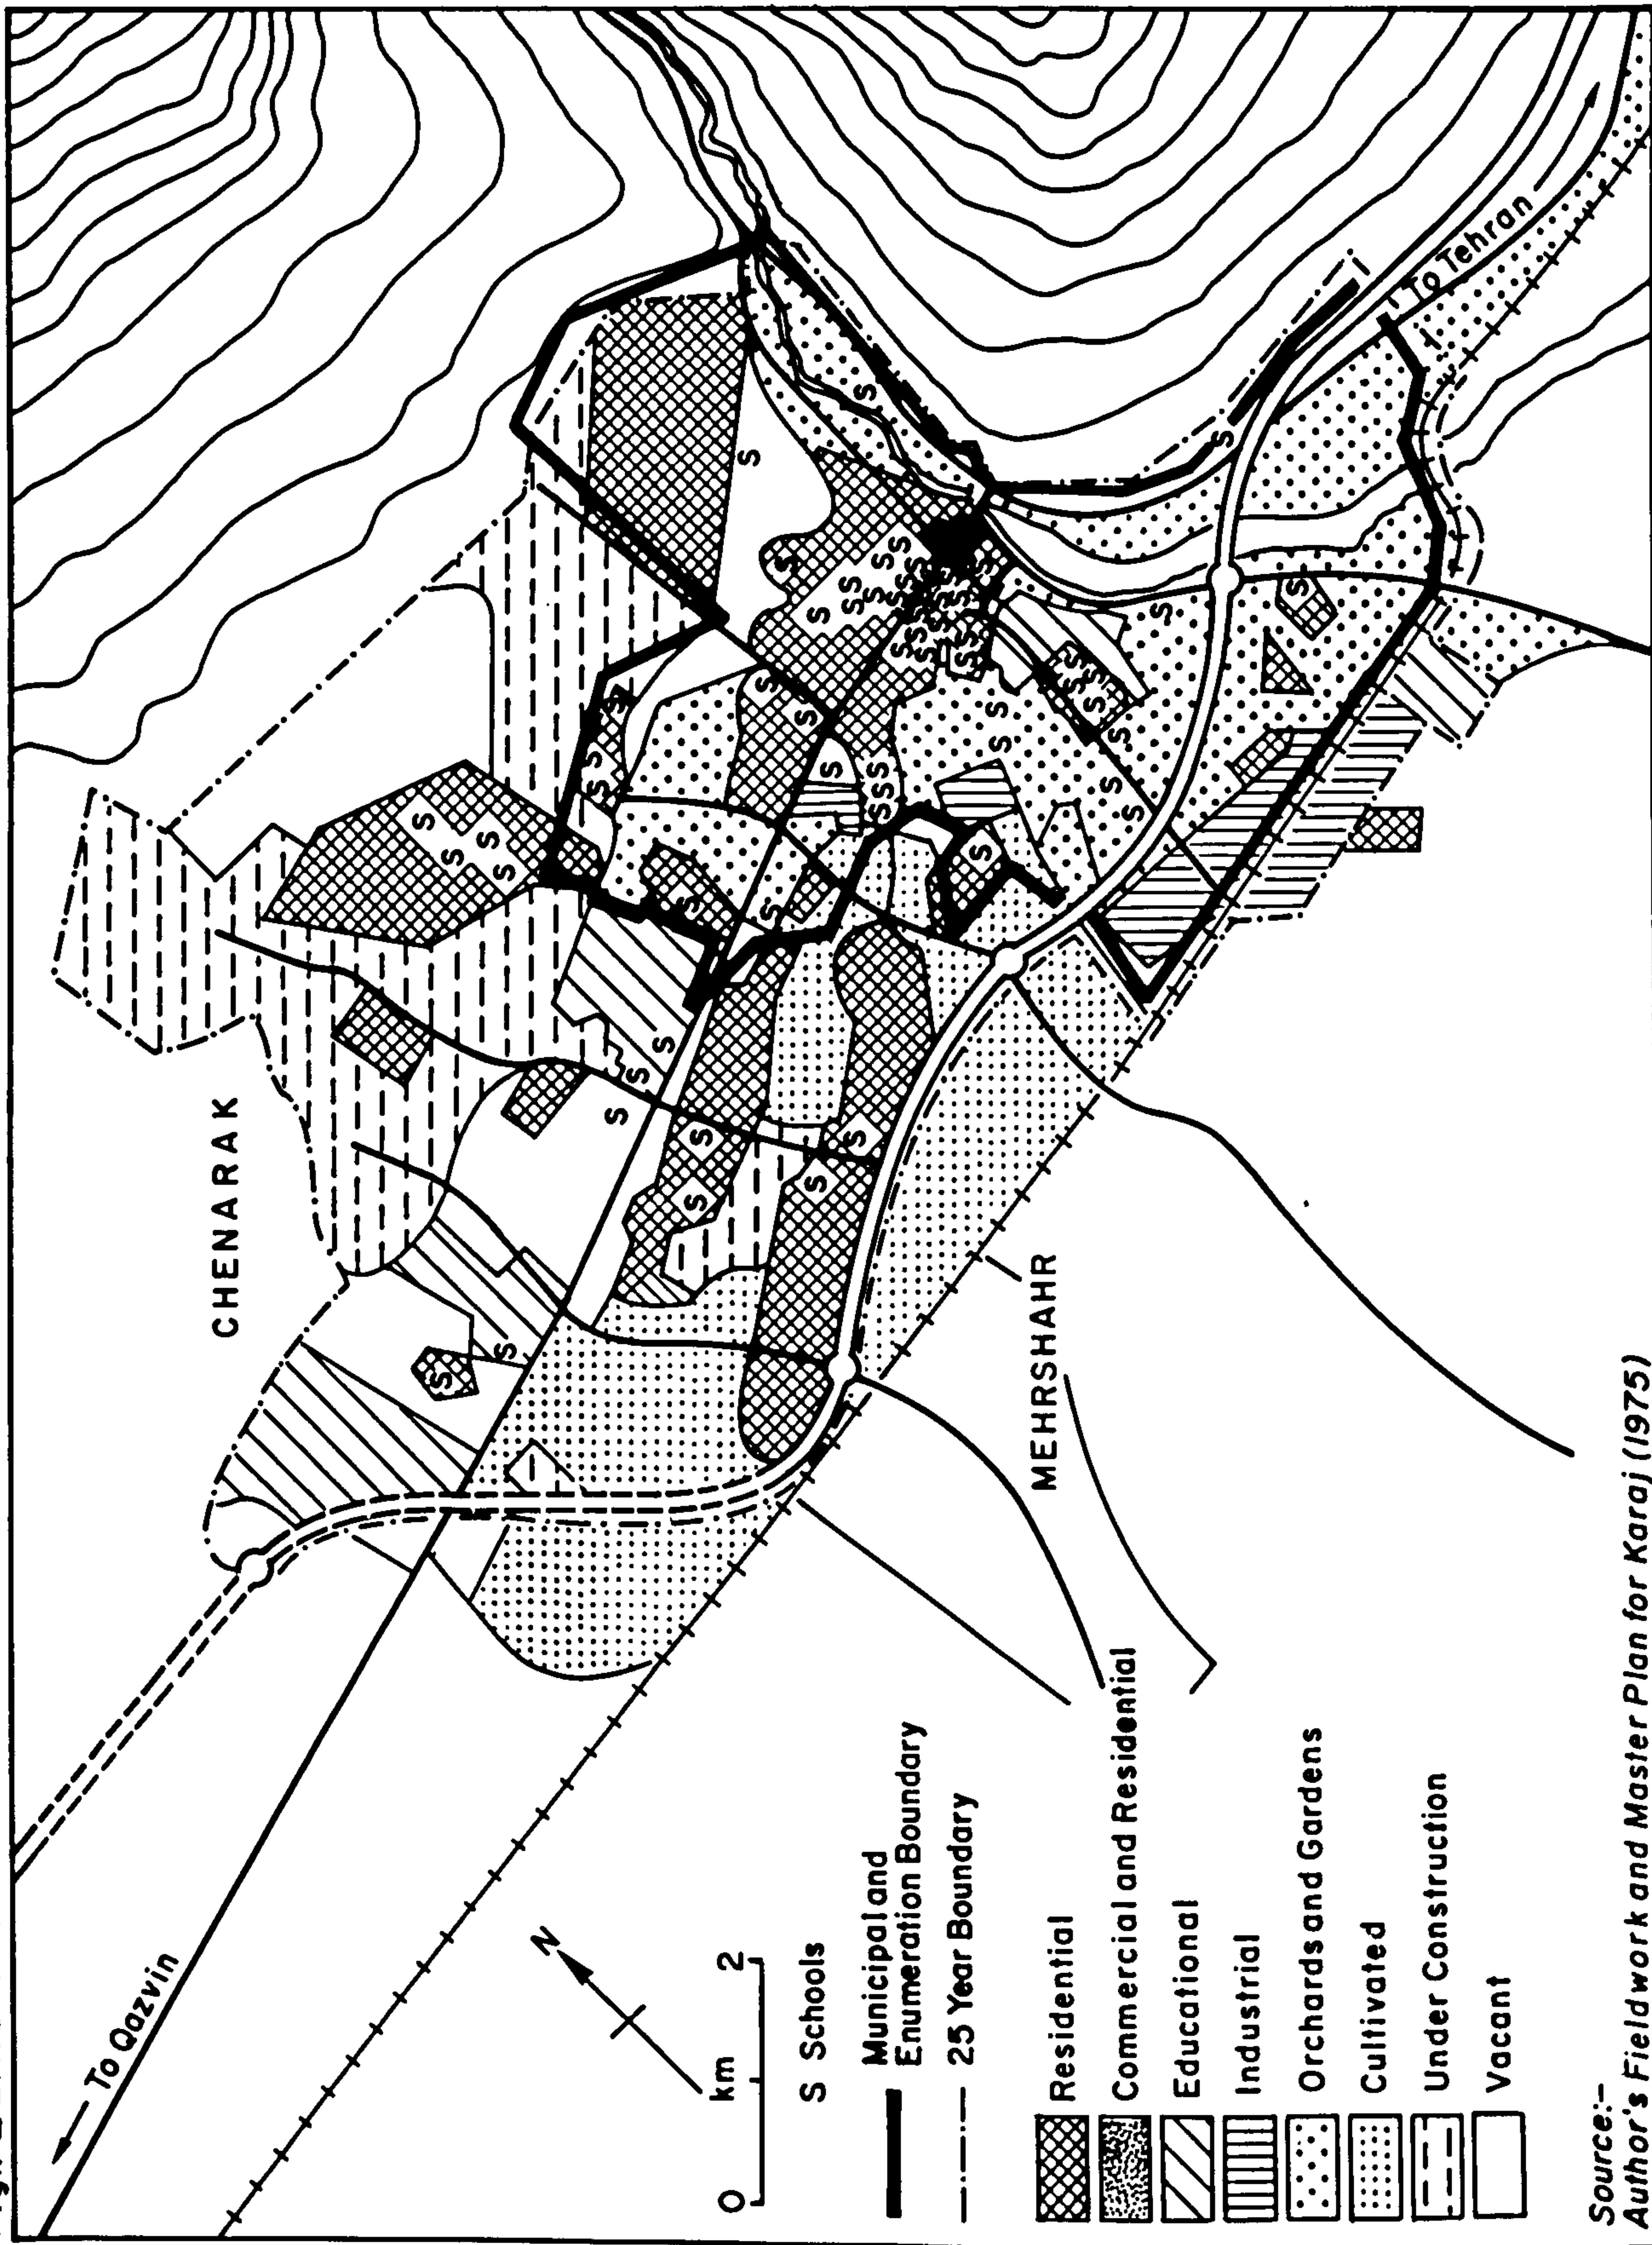 CHENARAK
MEHRSHAHR
To Tehran
To Qazvin
N
0 km 2
S Schools
Municipal and
Enumeration Boundary
25 Year Boundary
Residential
Commercial and Residential
Educational
Industrial
Orchards and Gardens
Cultivated
Under Construction
Vacant
Source:-
Author's Fieldwork and Master Plan for Karaj (1975)